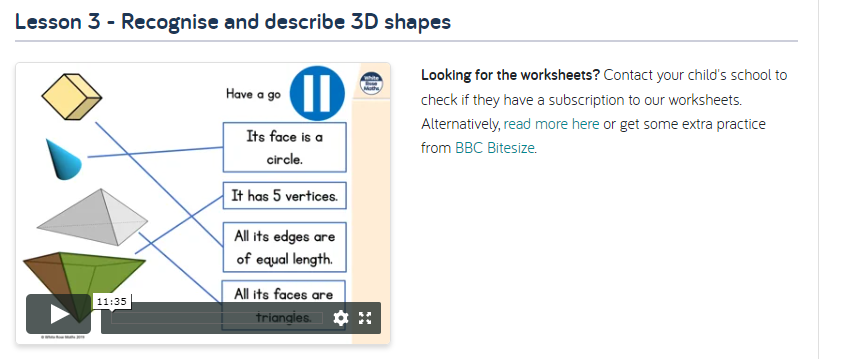 Lesson 3 - Recognise and describe 3D shapes
Have a go
White
Rose
Maths
Its face is a
circle.
It has 5 vertices.
All its edges are
of equal length.
All its faces are
triangles.
11:35
© White Rose Maths 2019
Looking for the worksheets? Contact your child's school to
check if they have a subscription to our worksheets.
Alternatively, read more here or get some extra practice
from BBC Bitesize.